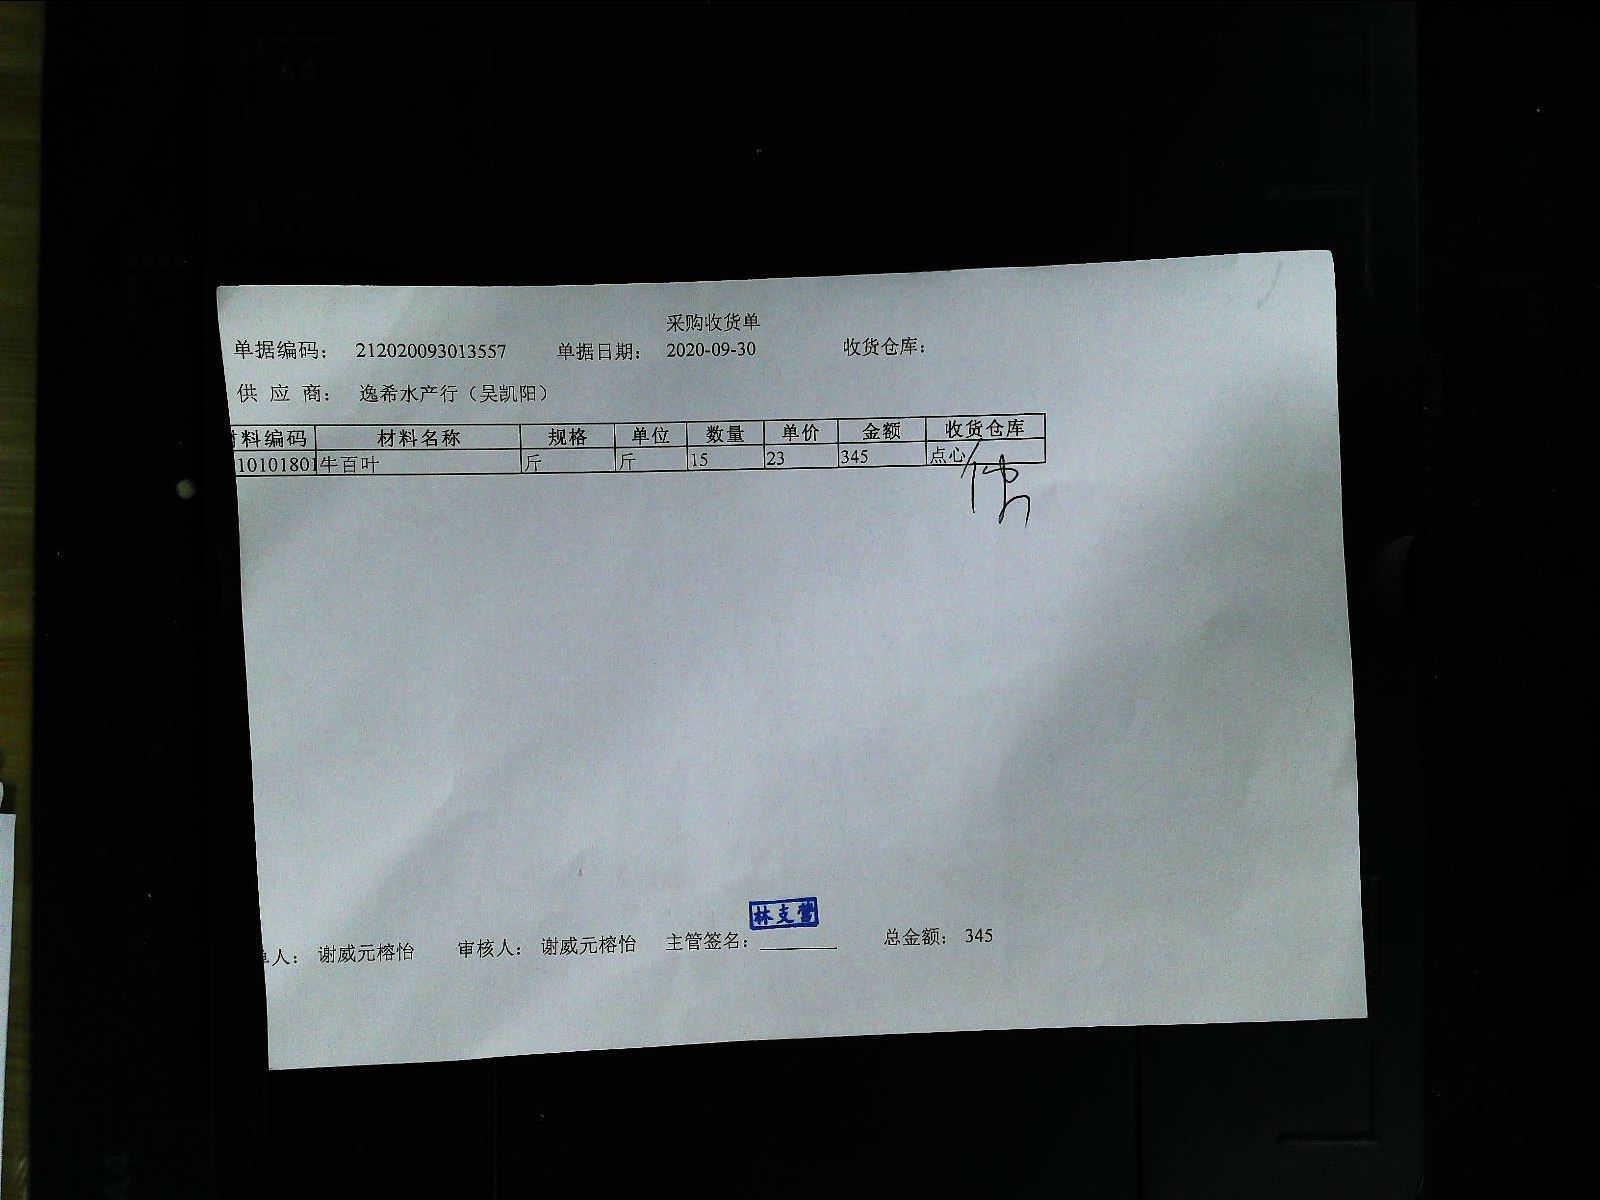 采购收货单
单据编码： 212020093013557 单据日期： 2020-09-30 收货仓库：
供 应 商： 逸希水产行（吴凯阳）
材料编码 材料名称 规格 单位 数量 单价 金额 收货仓库
10101801 牛百叶 斤 斤 15 23 345 点心
林支营
单人： 谢威元榕怡 审核人： 谢威元榕怡 主管签名： 总金额： 345